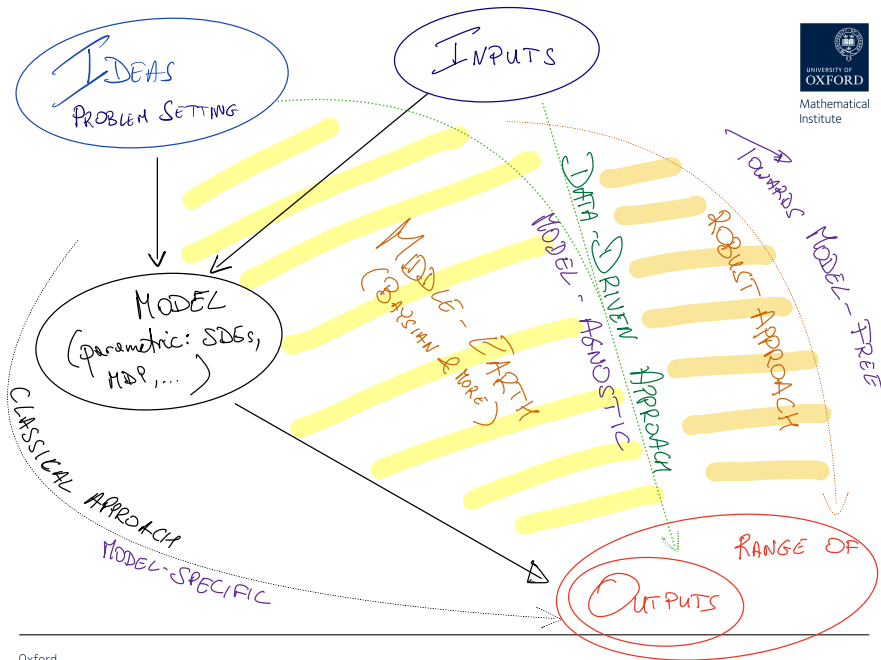 IDEAS
PROBLEM SETTING
INPUTS
UNIVERSITY OF
OXFORD
Mathematical
Institute
TOWARDS MODEL-FREE
ROBUST APPROACH
DATA-DRIVEN APPROACH
MODEL-AGNOSTIC
MIDDLE-EARTH
(BAYSIAN & MORE)
MODEL
(parametric: SDEs,
MDP,...)
CLASSICAL APPROACH
MODEL-SPECIFIC
RANGE OF
OUTPUTS
Oxford